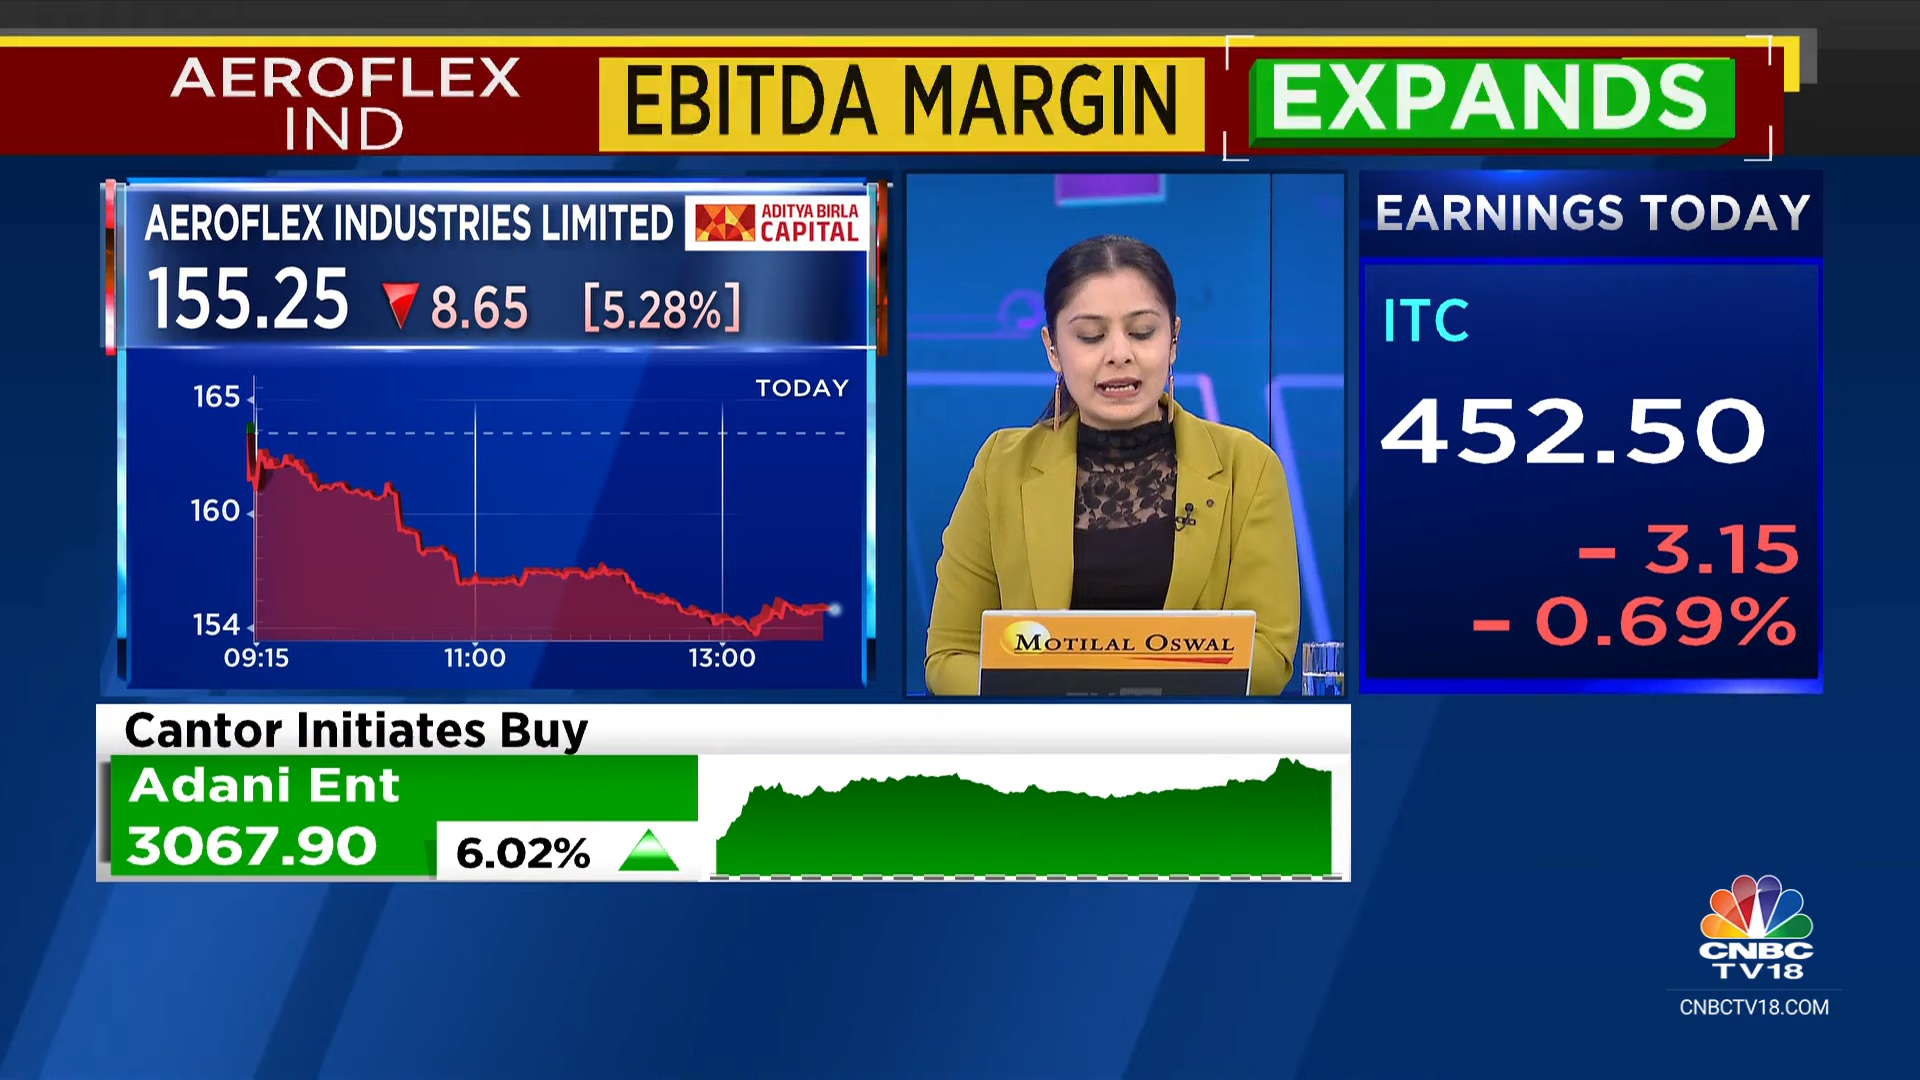 AEROFLEX
IND
EBITDA MARGIN
EXPANDS
AEROFLEX INDUSTRIES LIMITED
ADITYA BIRLA
CAPITAL
155.25 ▼ 8.65 [5.28%]
TODAY
165
160
154
09:15 11:00 13:00
MOTILAL OSWAL
EARNINGS TODAY
ITC
452.50
- 3.15
- 0.69%
Cantor Initiates Buy
Adani Ent
3067.90
6.02%
CNBC
TV18
CNBCTV18.COM